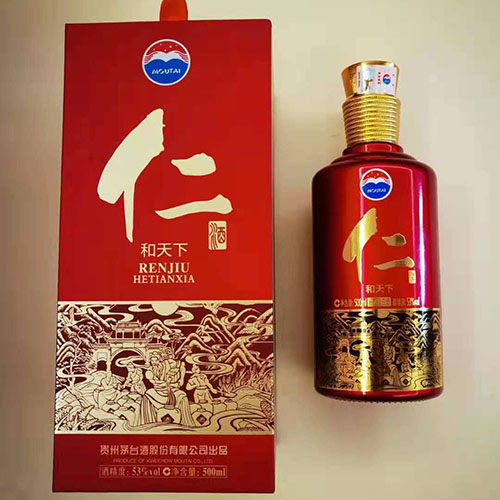 MOUTAI
仁
酒
和天下
RENJIU
HETIANXIA
贵州茅台酒股份有限公司出品
PRODUCE OF KWEICHOW MOUTAI CO., LTD.
酒精度：53%vol 净含量：500ml
MOUTAI
仁
酒
和天下